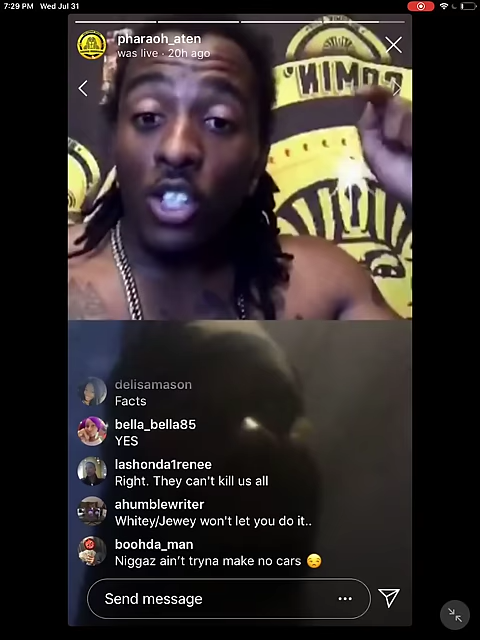 7:29 PM Wed Jul 31
pharaoh_aten
was live · 20h ago
COMIN'
delisamason
Facts
bella_bella85
YES
lashonda1renee
Right. They can't kill us all
ahumblewriter
Whitey/Jewey won't let you do it..
boohda_man
Niggaz ain't tryna make no cars 😒
Send message